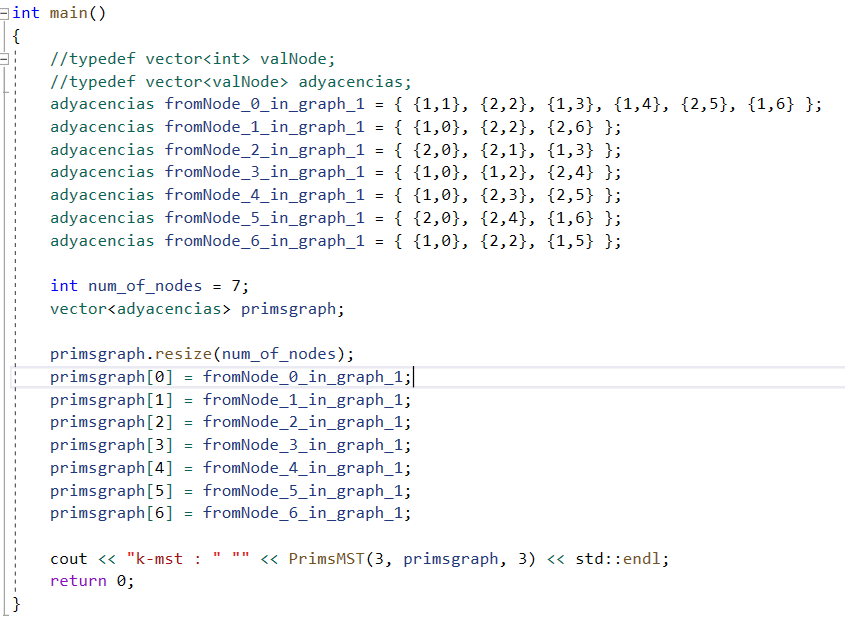 int main()
{
//typedef vector<int> valNode;
//typedef vector<valNode> adyacencias;
adyacencias fromNode_0_in_graph_1 = { {1,1}, {2,2}, {1,3}, {1,4}, {2,5}, {1,6} };
adyacencias fromNode_1_in_graph_1 = { {1,0}, {2,2}, {2,6} };
adyacencias fromNode_2_in_graph_1 = { {2,0}, {2,1}, {1,3} };
adyacencias fromNode_3_in_graph_1 = { {1,0}, {1,2}, {2,4} };
adyacencias fromNode_4_in_graph_1 = { {1,0}, {2,3}, {2,5} };
adyacencias fromNode_5_in_graph_1 = { {2,0}, {2,4}, {1,6} };
adyacencias fromNode_6_in_graph_1 = { {1,0}, {2,2}, {1,5} };
int num_of_nodes = 7;
vector<adyacencias> primsgraph;
primsgraph.resize(num_of_nodes);
primsgraph[0] = fromNode_0_in_graph_1;
primsgraph[1] = fromNode_1_in_graph_1;
primsgraph[2] = fromNode_2_in_graph_1;
primsgraph[3] = fromNode_3_in_graph_1;
primsgraph[4] = fromNode_4_in_graph_1;
primsgraph[5] = fromNode_5_in_graph_1;
primsgraph[6] = fromNode_6_in_graph_1;
cout << "k-mst : " "" << PrimsMST(3, primsgraph, 3) << std::endl;
return 0;
}